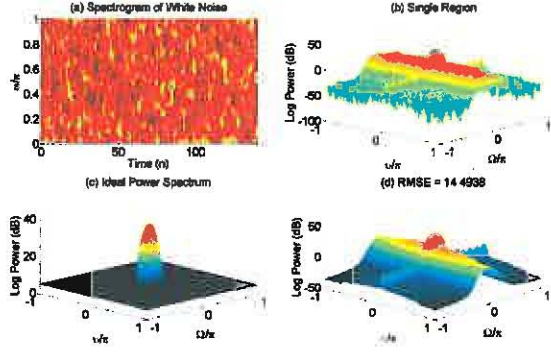 (a) Spectrogram of White Noise
1
0.8
0.6
0.4
0.2
0
ω/π
0
50
100
Time (n)
(b) Single Region
50
0
-50
-100
Log Power (dB)
-1
0
1
-1
0
υ/π
Ω/π
(c) Ideal Power Spectrum
40
20
0
Log Power (dB)
-1
0
1
-1
0
1
υ/π
Ω/π
(d) RMSE = 14 4938
50
0
-50
Log Power (dB)
-1
0
1
-1
0
1
Ω/π